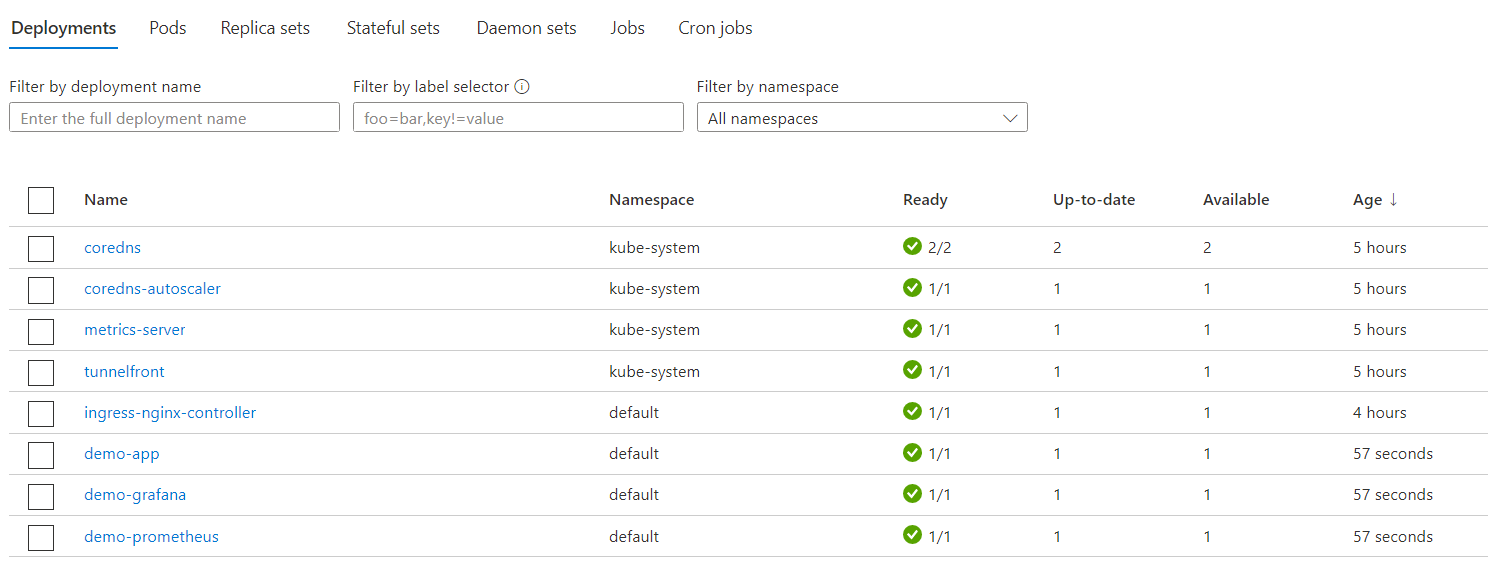 Deployments Pods Replica sets Stateful sets Daemon sets Jobs Cron jobs
Filter by deployment name Filter by label selector Filter by namespace
Enter the full deployment name foo=bar,key!=value All namespaces
Name Namespace Ready Up-to-date Available Age ↓
coredns kube-system 2/2 2 2 5 hours
coredns-autoscaler kube-system 1/1 1 1 5 hours
metrics-server kube-system 1/1 1 1 5 hours
tunnelfront kube-system 1/1 1 1 5 hours
ingress-nginx-controller default 1/1 1 1 4 hours
demo-app default 1/1 1 1 57 seconds
demo-grafana default 1/1 1 1 57 seconds
demo-prometheus default 1/1 1 1 57 seconds